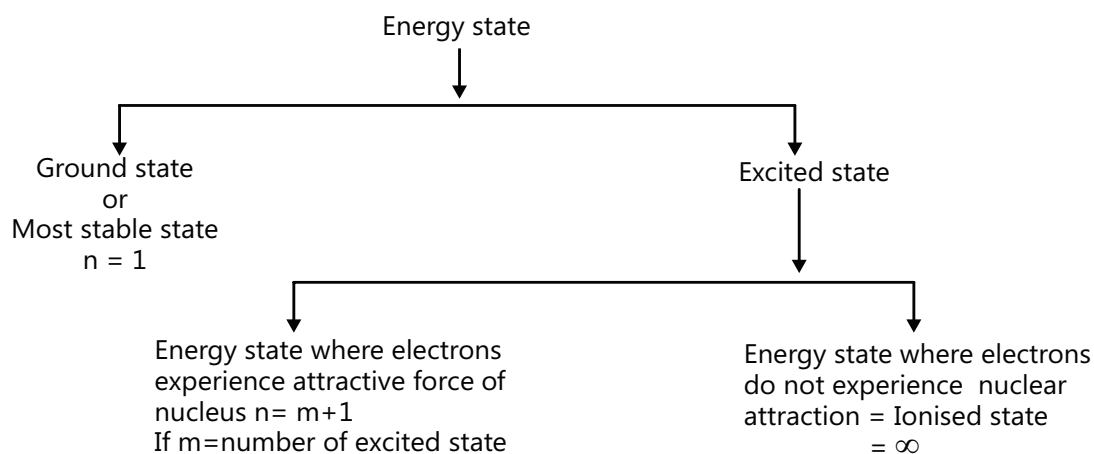 Energy state
Ground state
or
Most stable state
n = 1
Excited state
Energy state where electrons
experience attractive force of
nucleus n= m+1
If m=number of excited state
Energy state where electrons
do not experience nuclear
attraction = Ionised state
= ∞